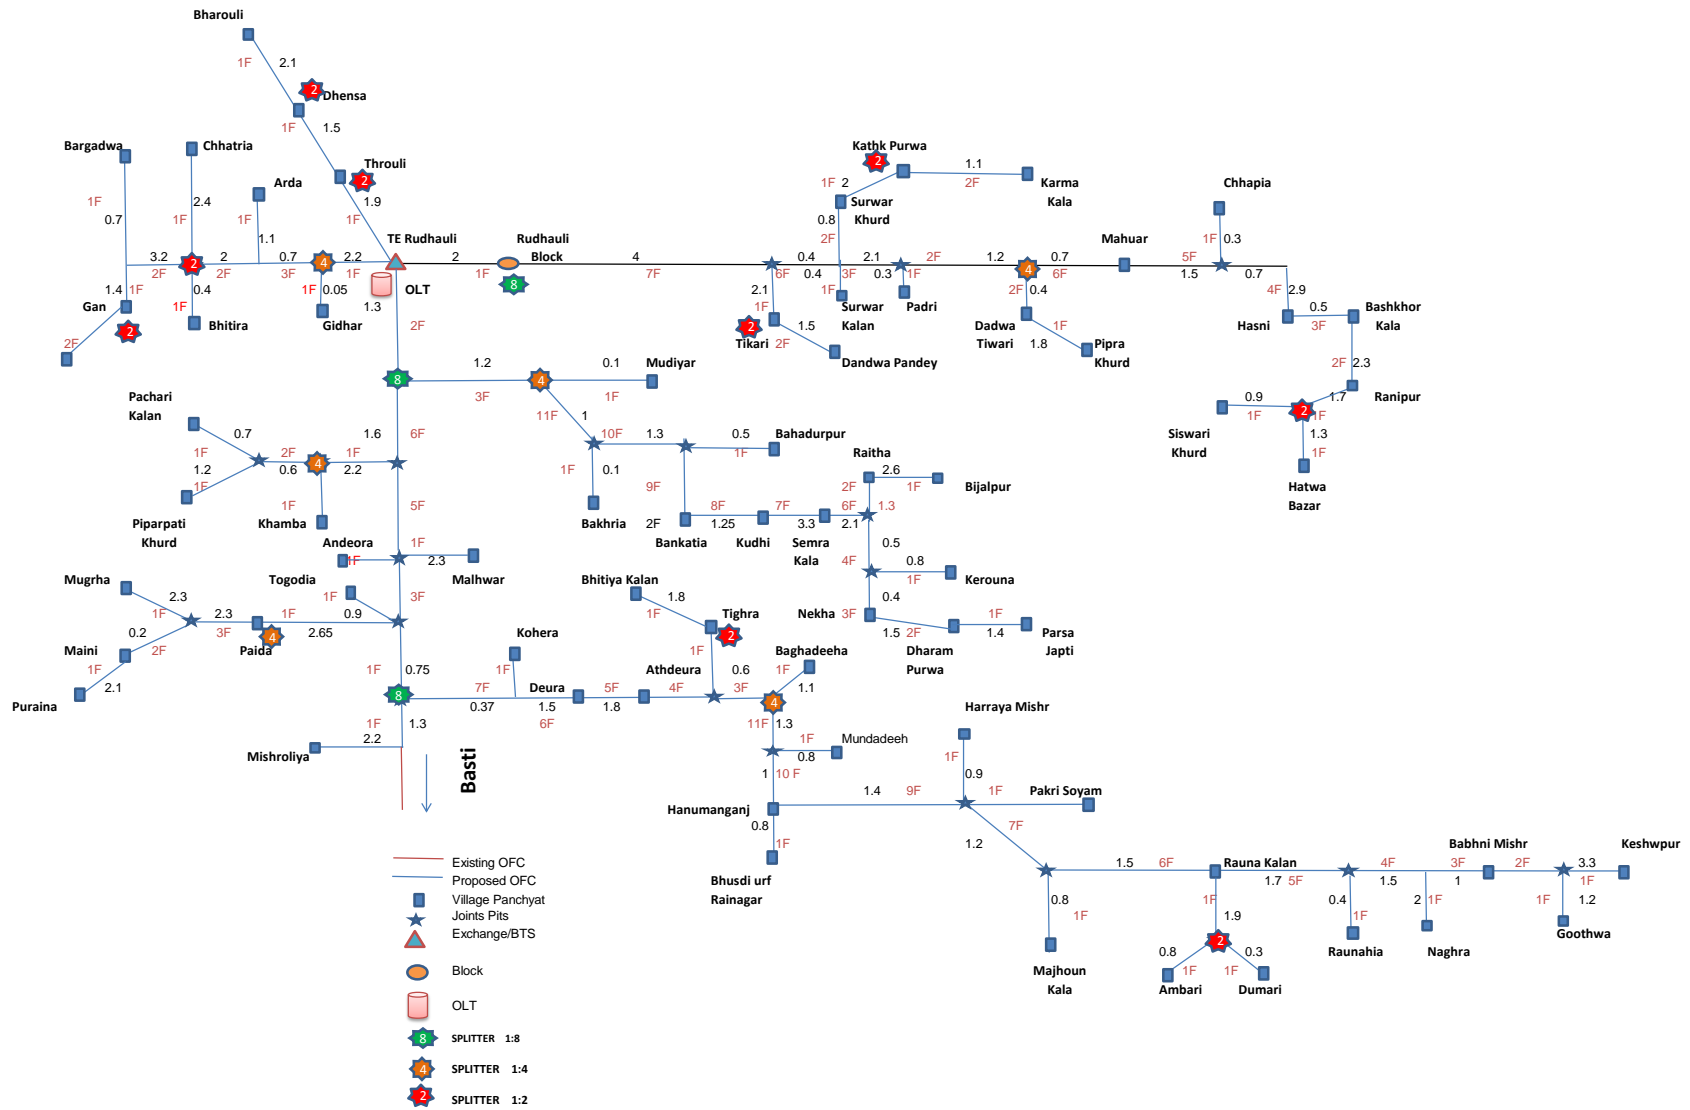 Bharouli
1F
2.1
2
Dhensa
1F
1.5
Bargadwa
Chhatria
Throuli
2
Arda
1F
2.4
1F
0.7
1F
1F
1.9
1F
1.1
3.2
2F
2
2
2F
0.7
3F
4
2.2
1F
TE Rudhauli
OLT
1.4
1F
0.4
1F
1F
0.05
1.3
Gan
2
Bhitira
Gidhar
2F
2F
Rudhauli
Block
2
1F
8
4
7F
0.4
6F
0.4
3F
2.1
0.3
1F
2F
1.2
4
0.7
6F
Mahuar
5F
1.5
0.7
Kathk Purwa
2
1F
2
1.1
2F
Karma
Kala
Surwar
Khurd
0.8
2F
1F
Surwar
Kalan
Padri
2F
0.4
Dadwa
Tiwari
1F
1.8
Pipra
Khurd
Chhapia
1F
0.3
4F
2.9
0.5
3F
Hasni
Bashkhor
Kala
2F
2.3
Ranipur
1.7
2
1F
0.9
1F
Siswari
Khurd
1.3
1F
Hatwa
Bazar
2.1
1F
2
Tikari
1.5
2F
Dandwa Pandey
8
1.2
3F
4
0.1
1F
Mudiyar
11F
1
10F
1.3
0.5
1F
Bahadurpur
1F
0.1
Bakhria
9F
2F
Bankatia
8F
1.25
Kudhi
7F
3.3
Semra
Kala
6F
2.1
Raitha
2.6
2F
1F
Bijalpur
1.3
0.5
4F
0.8
1F
Kerouna
0.4
Nekha
3F
1.5
2F
Dharam
Purwa
1F
1.4
Parsa
Japti
Pachari
Kalan
0.7
1F
1.2
1F
Piparpati
Khurd
2F
0.6
4
1F
2.2
1.6
6F
1F
Khamba
5F
Andeora
1F
1F
2.3
Malhwar
Mugrha
2.3
1F
Togodia
1F
3F
0.2
2F
2.3
3F
1F
4
Paida
2.65
0.9
Maini
1F
2.1
Puraina
1F
0.75
8
1F
1.3
2.2
Mishroliya
Basti
7F
0.37
Kohera
1F
Deura
1.5
6F
5F
1.8
Athdeura
4F
Bhitiya Kalan
1.8
1F
Tighra
2
1F
0.6
3F
4
Baghadeeha
1F
1.1
11F
1.3
1F
0.8
Mundadeeh
1
10 F
Hanumanganj
0.8
1F
Bhusdi urf
Rainagar
1.4
9F
Harraya Mishr
1F
0.9
1F
Pakri Soyam
7F
1.2
0.8
1F
Majhoun
Kala
1.5
6F
Rauna Kalan
1.7
5F
1F
1.9
2
0.8
1F
Ambari
0.3
1F
Dumari
0.4
1F
Raunahia
4F
1.5
3F
1
2
1F
Naghra
Babhni Mishr
2F
3.3
1F
Keshwpur
1F
1.2
Goothwa
Existing OFC
Proposed OFC
Village Panchyat
Joints Pits
Exchange/BTS
Block
OLT
8
SPLITTER 1:8
4
SPLITTER 1:4
2
SPLITTER 1:2